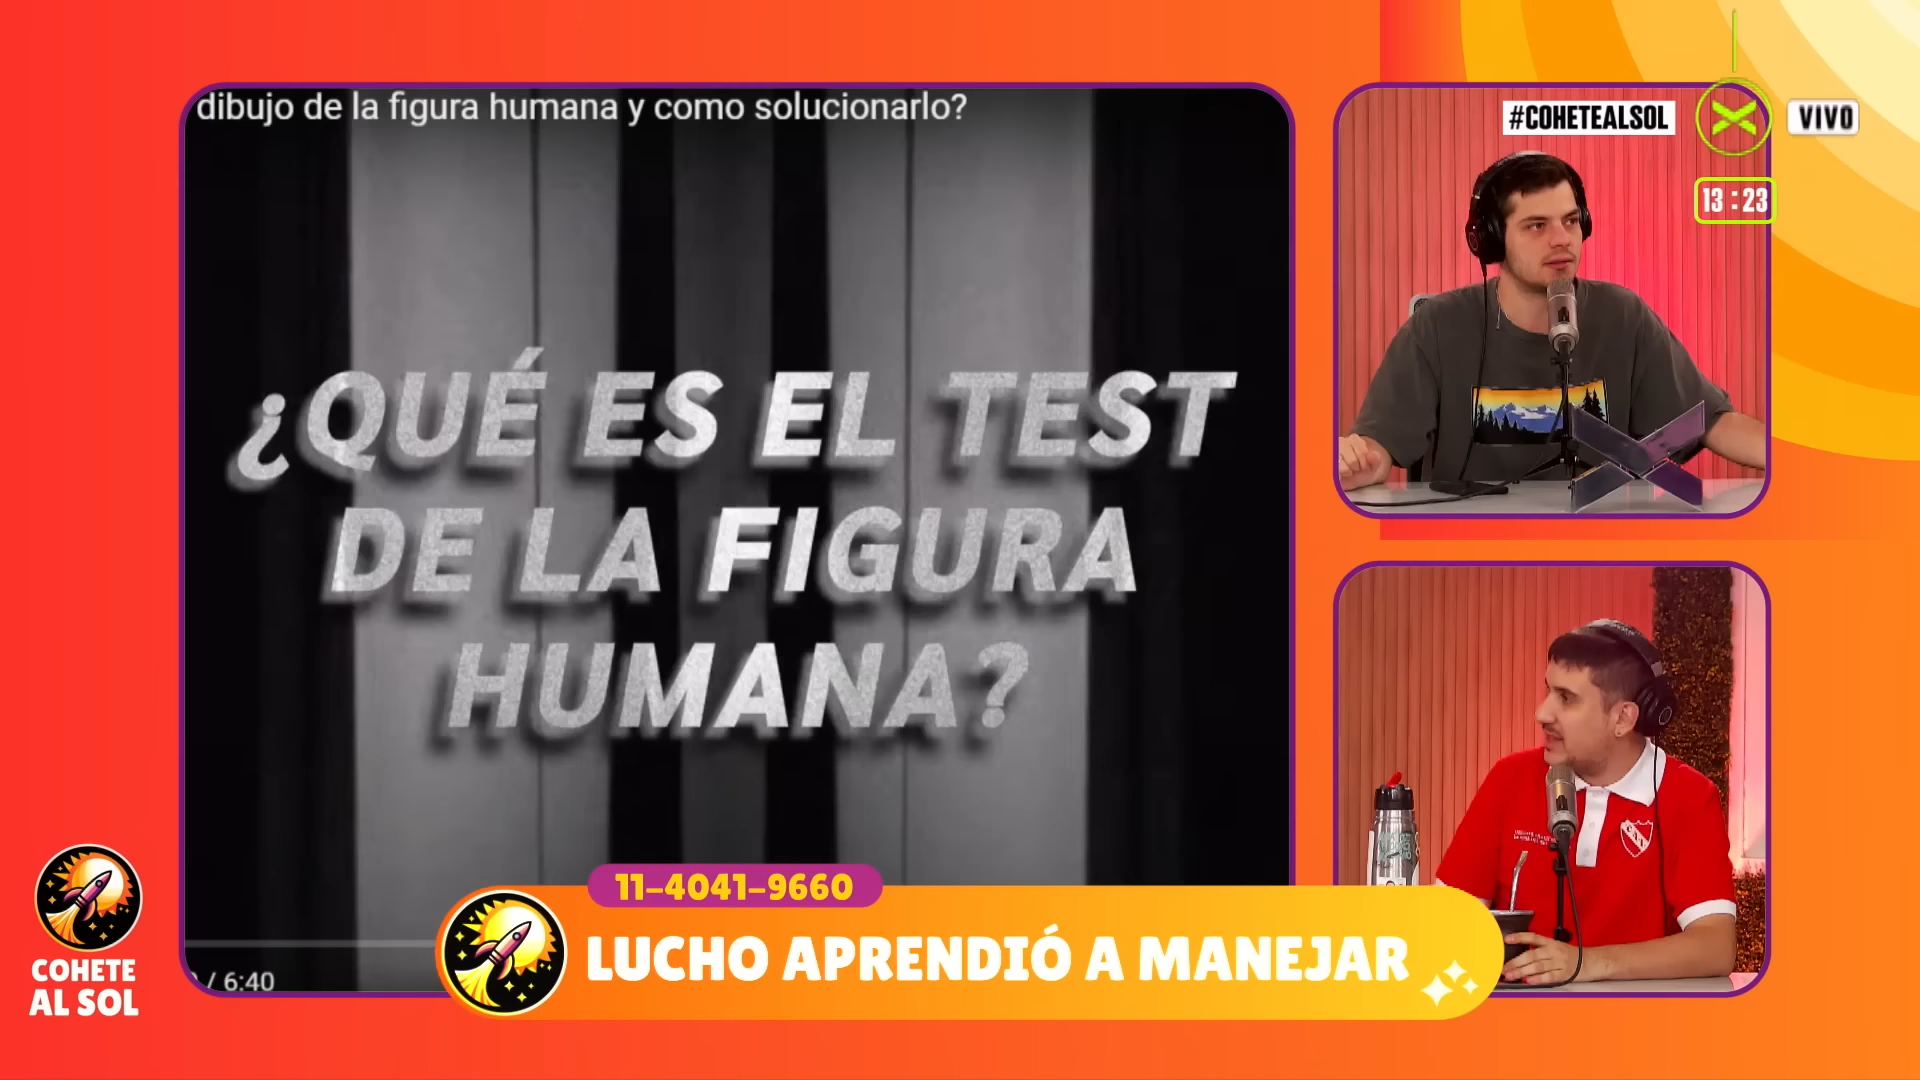 dibujo de la figura humana y como solucionarlo?
¿QUÉ ES EL TEST
DE LA FIGURA
HUMANA?
/ 6:40
#COHETEALSOL
VIVO
13:23
11-4041-9660
LUCHO APRENDIÓ A MANEJAR
COHETE
AL SOL